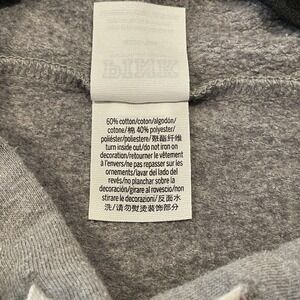 PINK
60% cotton/coton/algodón/
cotone/棉 40% polyester/
poliéster/poliestere/聚酯纤维
turn inside out/do not iron on
decoration/retourner le vêtement
à l'envers/ne pas repasser sur les
ornements/lavar del lado del
revés/no planchar sobre la
decoración/girare al rovescio/non
stirare la decorazioni/反面水
洗/请勿熨烫装饰部分